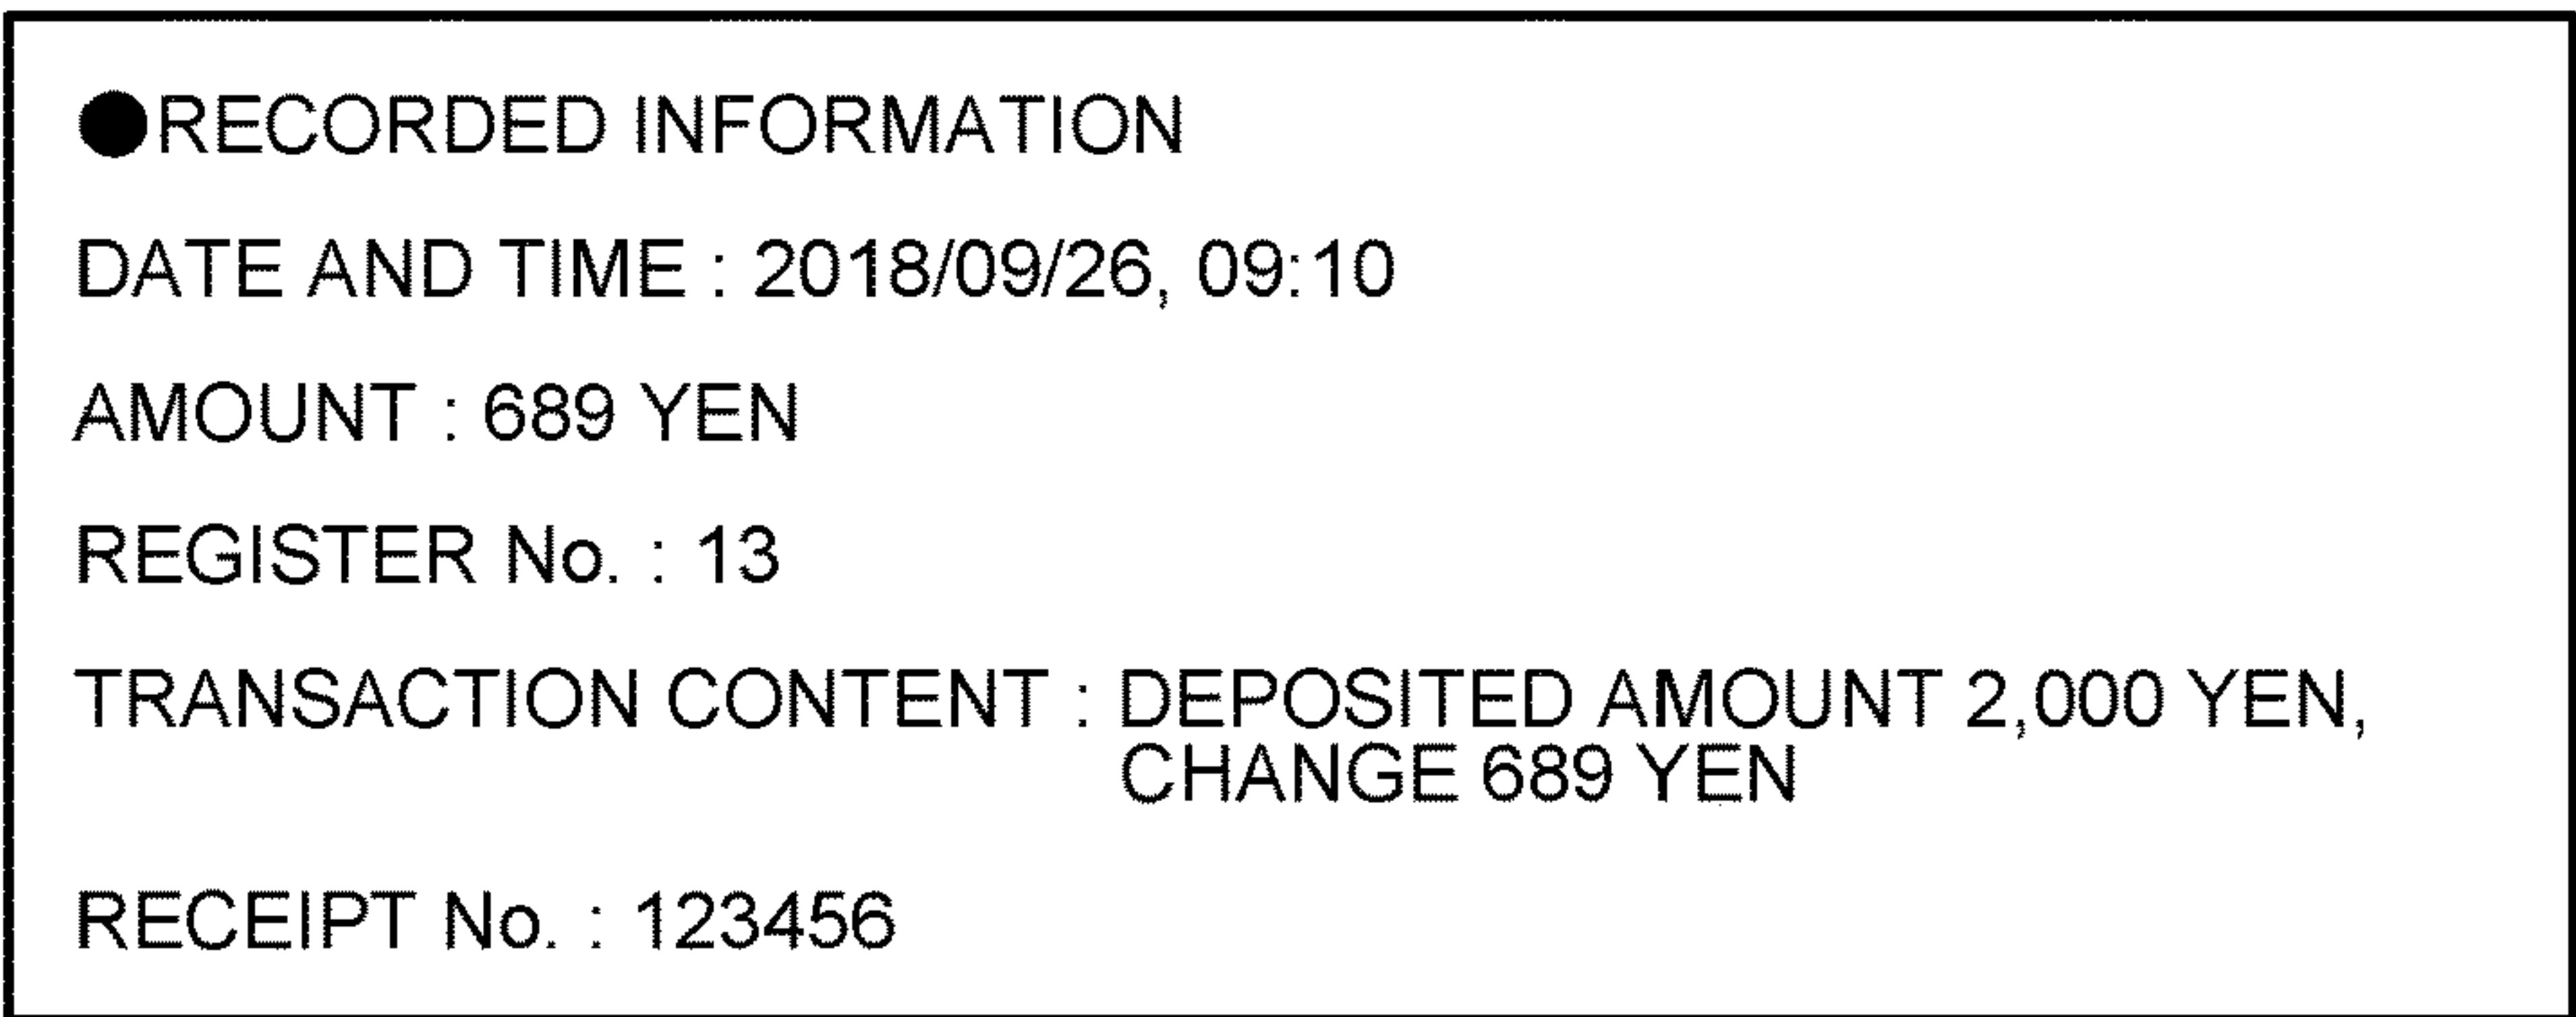 ●RECORDED INFORMATION
DATE AND TIME : 2018/09/26, 09:10
AMOUNT : 689 YEN
REGISTER No. : 13
TRANSACTION CONTENT : DEPOSITED AMOUNT 2,000 YEN,
CHANGE 689 YEN
RECEIPT No. : 123456